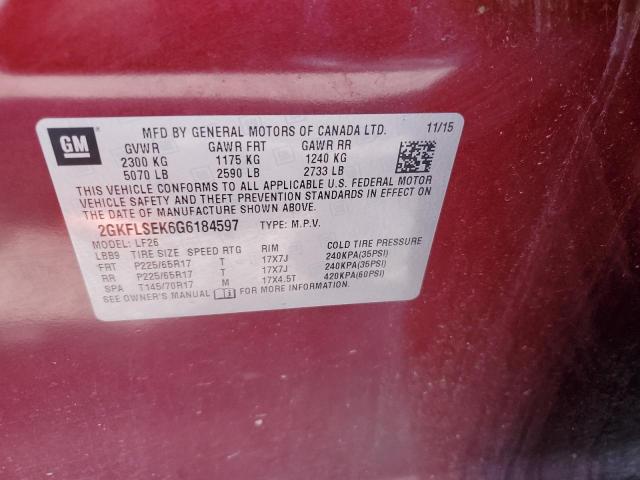 GM
MFD BY GENERAL MOTORS OF CANADA LTD. 11/15
GVWR GAWR FRT GAWR RR
2300 KG 1175 KG 1240 KG
5070 LB 2590 LB 2733 LB
THIS VEHICLE CONFORMS TO ALL APPLICABLE U.S. FEDERAL MOTOR
VEHICLE SAFETY AND THEFT PREVENTION STANDARDS IN EFFECT ON
THE DATE OF MANUFACTURE SHOWN ABOVE.
2GKFLSEK6G6184597 TYPE: M.P.V.
MODEL: LF26
LBB9 TIRE SIZE SPEED RTG RIM COLD TIRE PRESSURE
FRT P225/65R17 T 17X7J 240KPA(35PSI)
RR P225/65R17 T 17X7J 240KPA(35PSI)
SPA T145/70R17 M 17X4.5T 420KPA(60PSI)
SEE OWNER'S MANUAL FOR MORE INFORMATION.